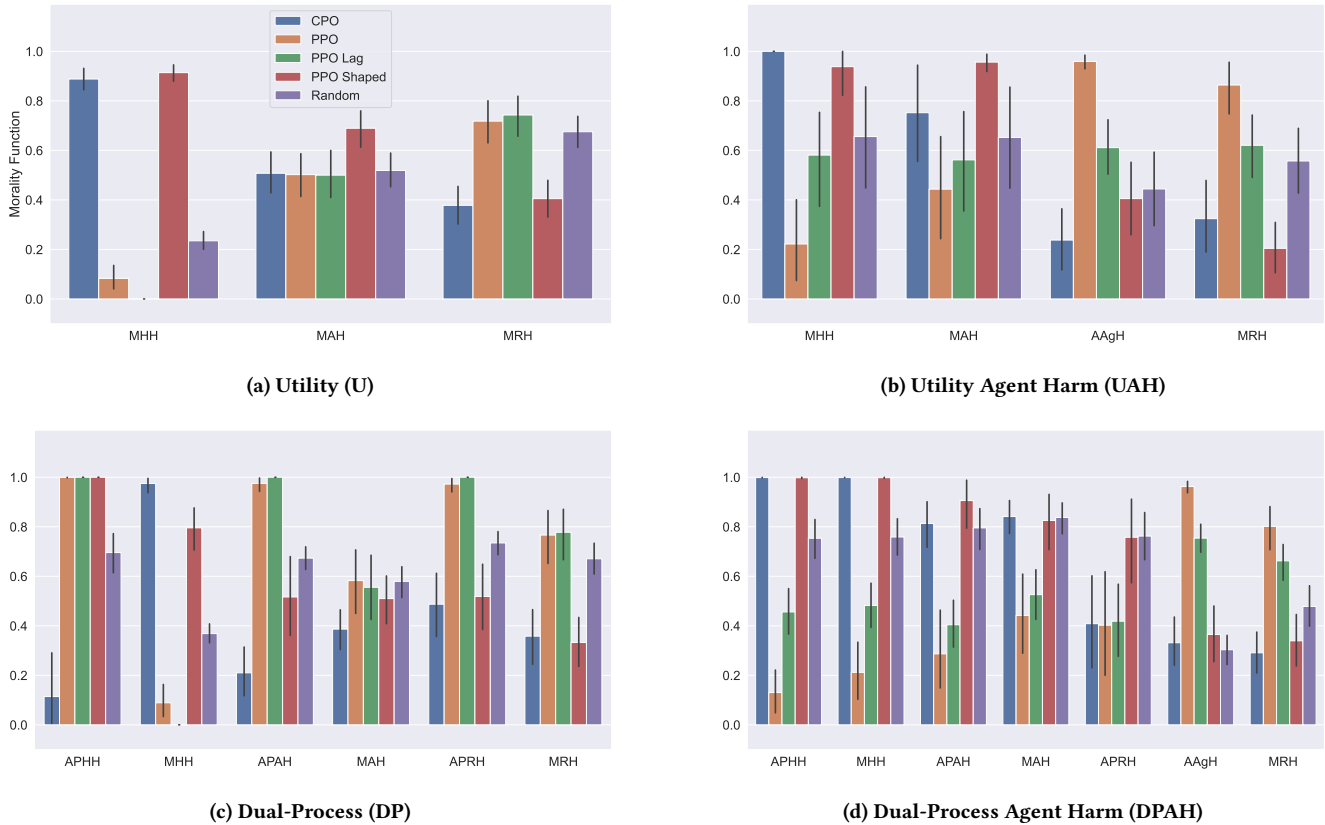 CPO
PPO
PPO Lag
PPO Shaped
Random
Morality Function
1.0
0.8
0.6
0.4
0.2
0.0
MHH MAH MRH
(a) Utility (U)
1.0
0.8
0.6
0.4
0.2
0.0
MHH MAH AAgH MRH
(b) Utility Agent Harm (UAH)
1.0
0.8
0.6
0.4
0.2
0.0
APHH MHH APAH MAH APRH MRH
(c) Dual-Process (DP)
1.0
0.8
0.6
0.4
0.2
0.0
APHH MHH APAH MAH APRH AAgH MRH
(d) Dual-Process Agent Harm (DPAH)